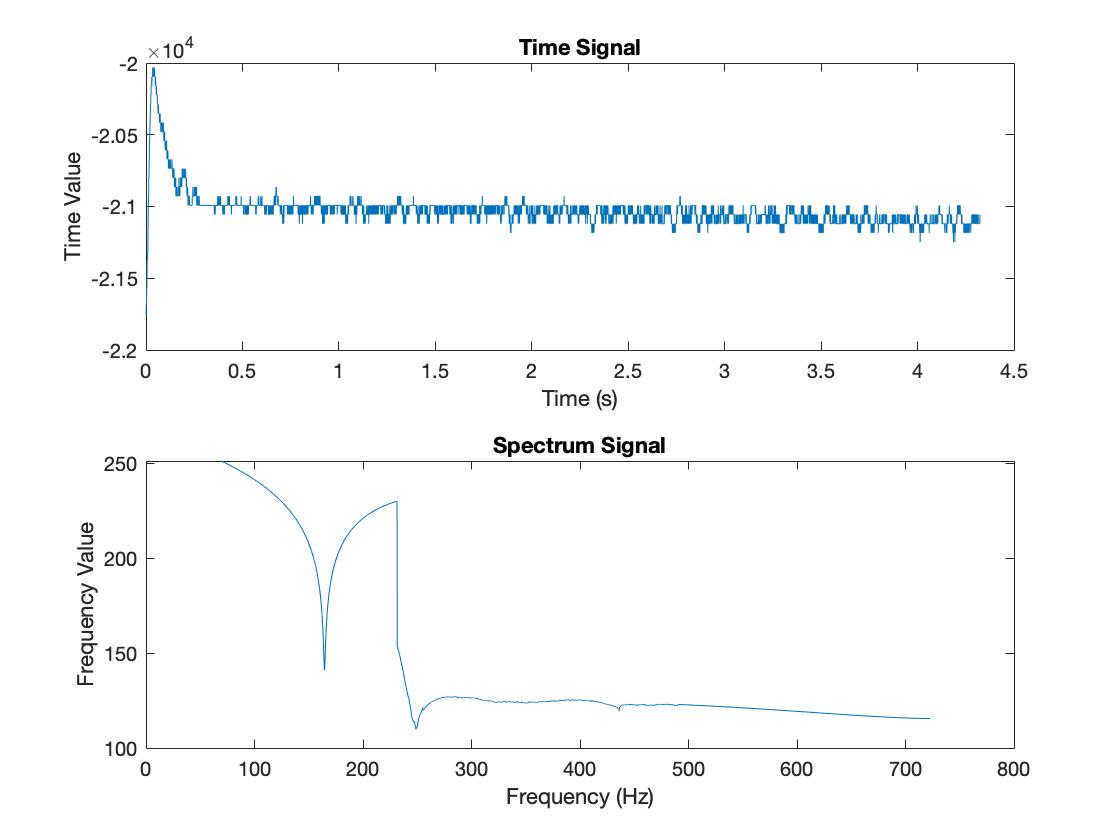 Time Signal
×10⁴
-2
-2.05
-2.1
-2.15
-2.2
Time Value
0 0.5 1 1.5 2 2.5 3 3.5 4 4.5
Time (s)
Spectrum Signal
250
200
150
100
Frequency Value
0 100 200 300 400 500 600 700 800
Frequency (Hz)